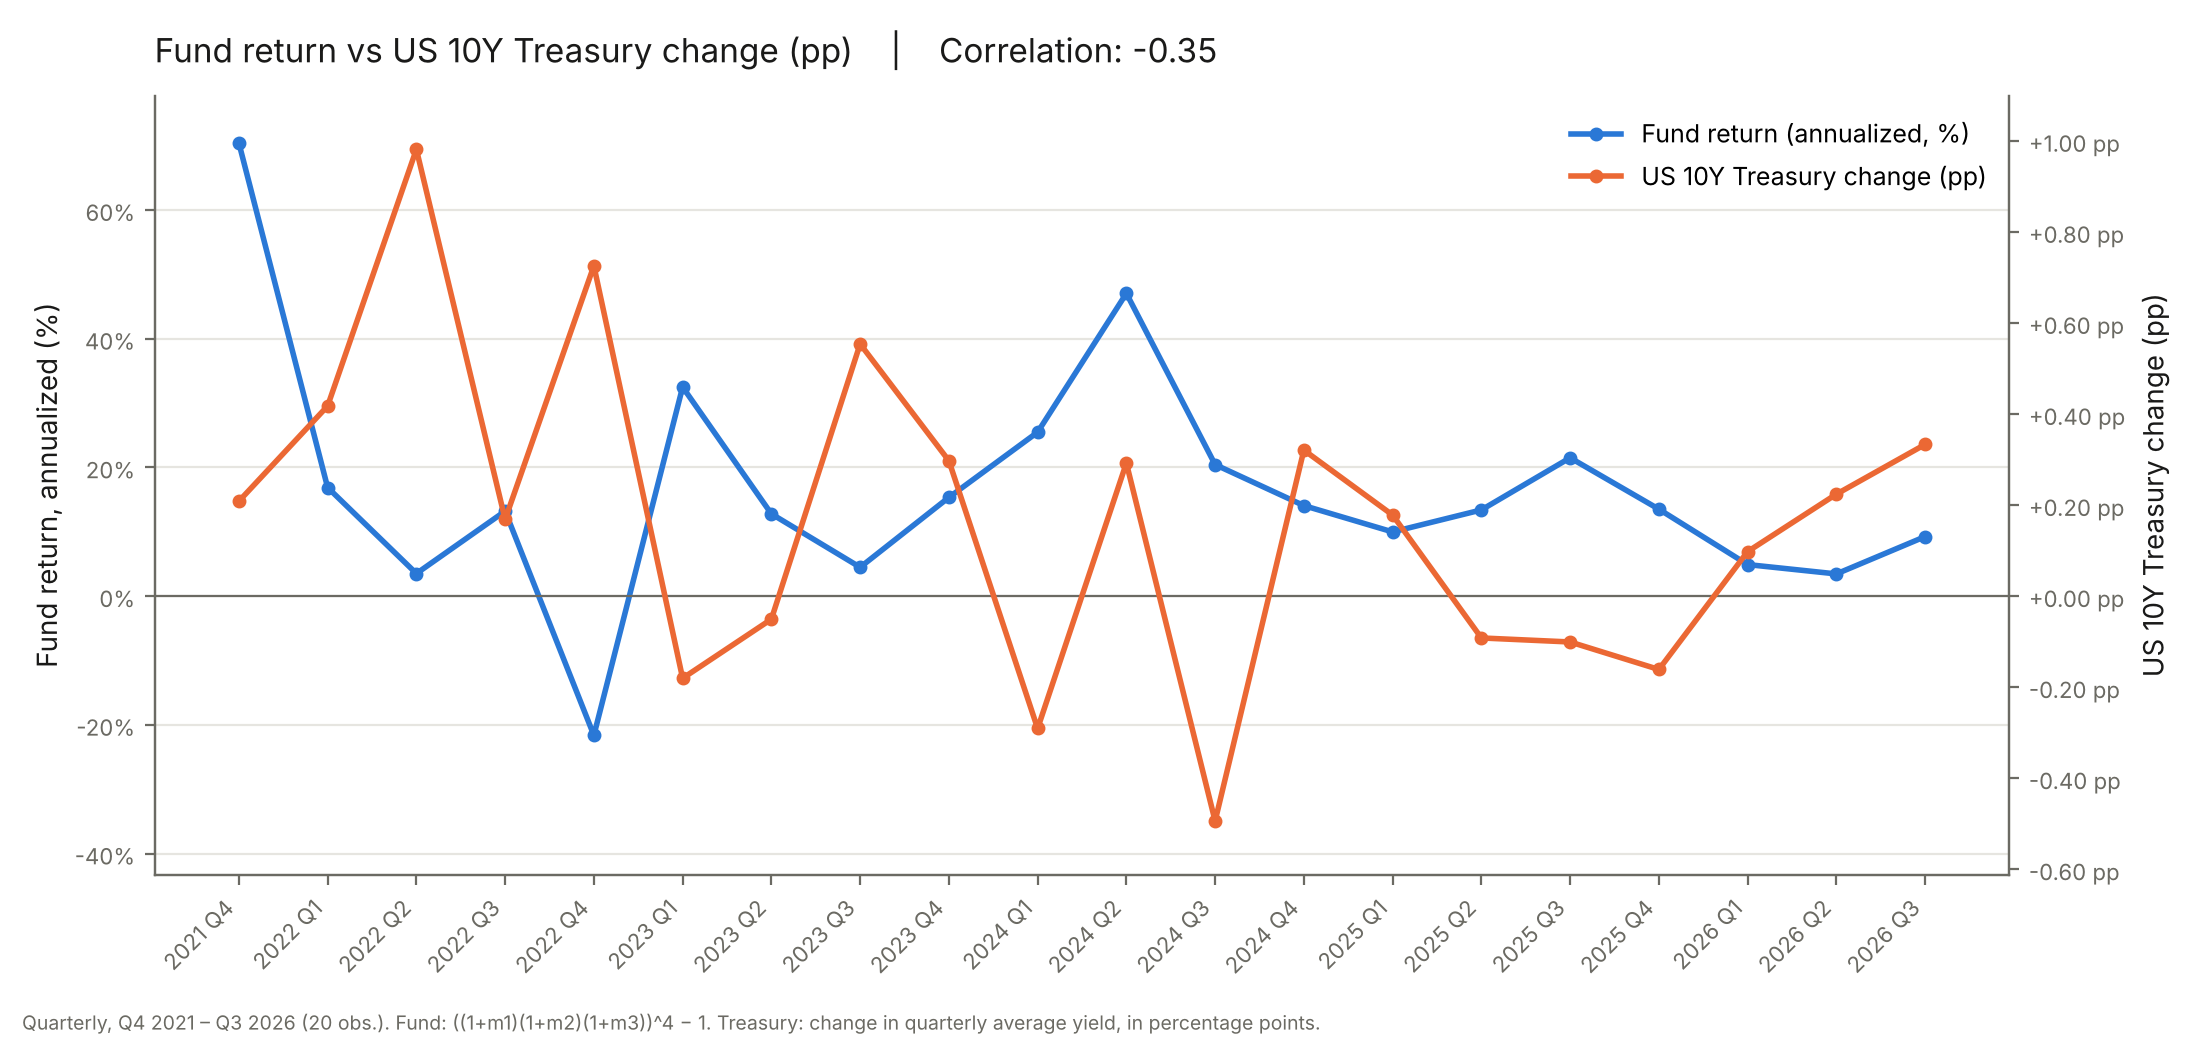 Fund return vs US 10Y Treasury change (pp) | Correlation: -0.35
Fund return (annualized, %)
US 10Y Treasury change (pp)
Fund return, annualized (%)
60%
40%
20%
0%
-20%
-40%
+1.00 pp
+0.80 pp
+0.60 pp
+0.40 pp
+0.20 pp
+0.00 pp
-0.20 pp
-0.40 pp
-0.60 pp
US 10Y Treasury change (pp)
2021 Q4
2022 Q1
2022 Q2
2022 Q3
2022 Q4
2023 Q1
2023 Q2
2023 Q3
2023 Q4
2024 Q1
2024 Q2
2024 Q3
2024 Q4
2025 Q1
2025 Q2
2025 Q3
2025 Q4
2026 Q1
2026 Q2
2026 Q3
Quarterly, Q4 2021 – Q3 2026 (20 obs.). Fund: ((1+m1)(1+m2)(1+m3))^4 − 1. Treasury: change in quarterly average yield, in percentage points.